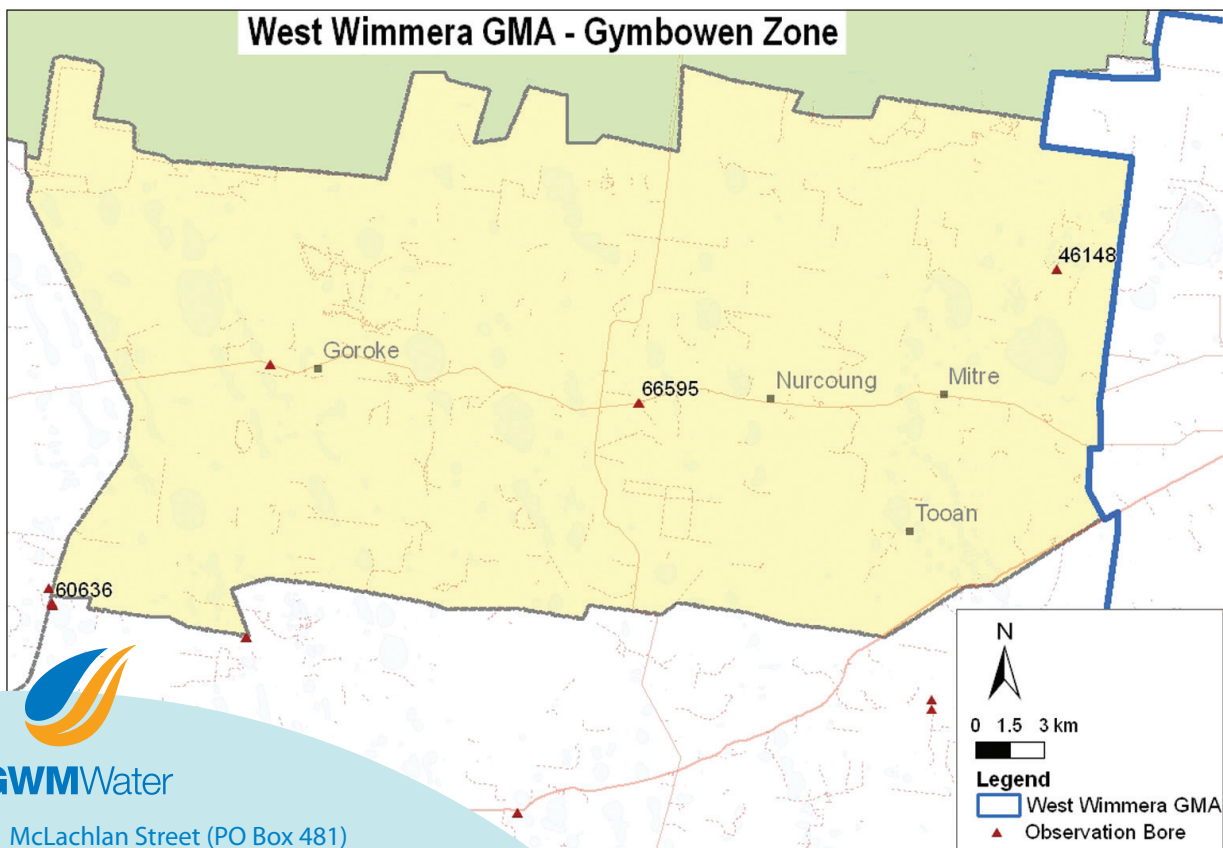 West Wimmera GMA - Gymbowen Zone
46148
Goroke
66595
Nurcoung
Mitre
Tooan
60636
N
0 1.5 3 km
Legend
West Wimmera GMA
Observation Bore
GWMWater
McLachlan Street (PO Box 481)